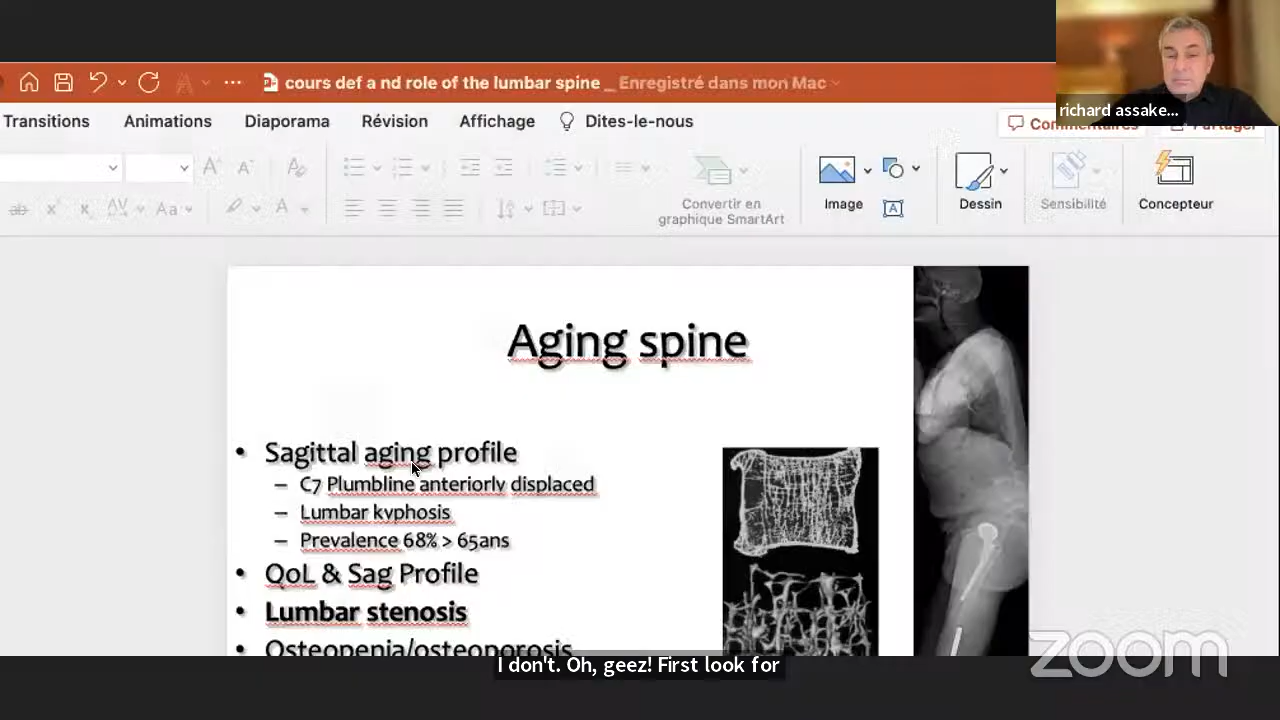 cours def a nd role of the lumbar spine _ Enregistré dans mon Mac
richard assake...
Transitions Animations Diaporama Révision Affichage Dites-le-nous
Commentaires Partager
Convertir en
graphique SmartArt
Image
Dessin
Sensibilité
Concepteur
Aging spine
• Sagittal aging profile
– C7 Plumbline anteriorly displaced
– Lumbar kyphosis
– Prevalence 68% > 65ans
• QoL & Sag Profile
• Lumbar stenosis
• Osteopenia/osteoporosis
I don't. Oh, geez! First look for
zoom